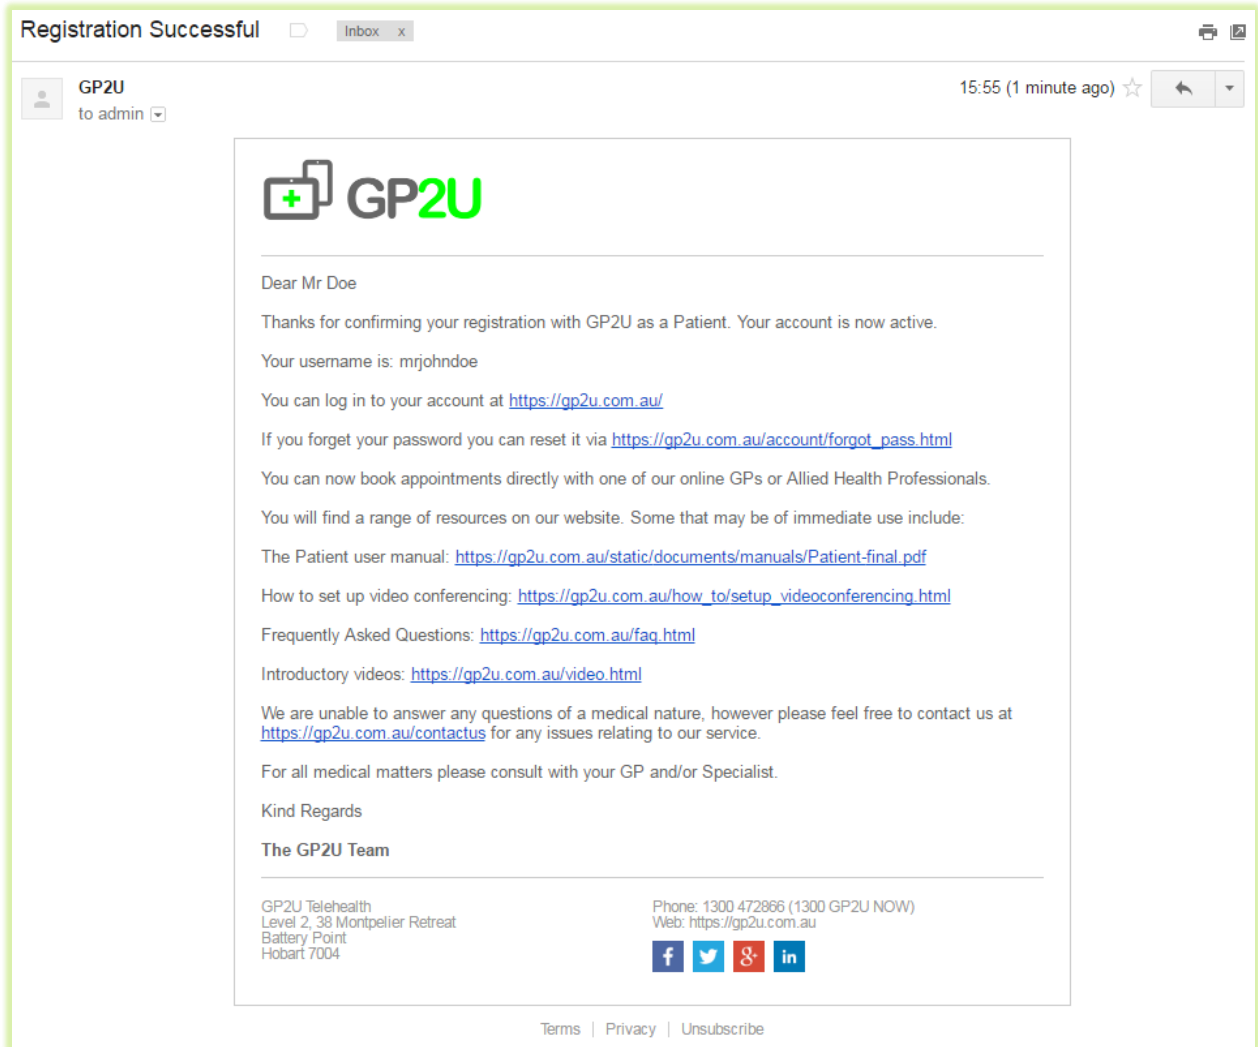 Registration Successful
Inbox x
GP2U
15:55 (1 minute ago)
to admin
GP2U
Dear Mr Doe
Thanks for confirming your registration with GP2U as a Patient. Your account is now active.
Your username is: mrjohndoe
You can log in to your account at https://gp2u.com.au/
If you forget your password you can reset it via https://gp2u.com.au/account/forgot_pass.html
You can now book appointments directly with one of our online GPs or Allied Health Professionals.
You will find a range of resources on our website. Some that may be of immediate use include:
The Patient user manual: https://gp2u.com.au/static/documents/manuals/Patient-final.pdf
How to set up video conferencing: https://gp2u.com.au/how_to/setup_videoconferencing.html
Frequently Asked Questions: https://gp2u.com.au/faq.html
Introductory videos: https://gp2u.com.au/video.html
We are unable to answer any questions of a medical nature, however please feel free to contact us at
https://gp2u.com.au/contactus for any issues relating to our service.
For all medical matters please consult with your GP and/or Specialist.
Kind Regards
The GP2U Team
GP2U Telehealth
Level 2, 38 Montpelier Retreat
Battery Point
Hobart 7004
Phone: 1300 472866 (1300 GP2U NOW)
Web: https://gp2u.com.au
f g+ in
Terms | Privacy | Unsubscribe